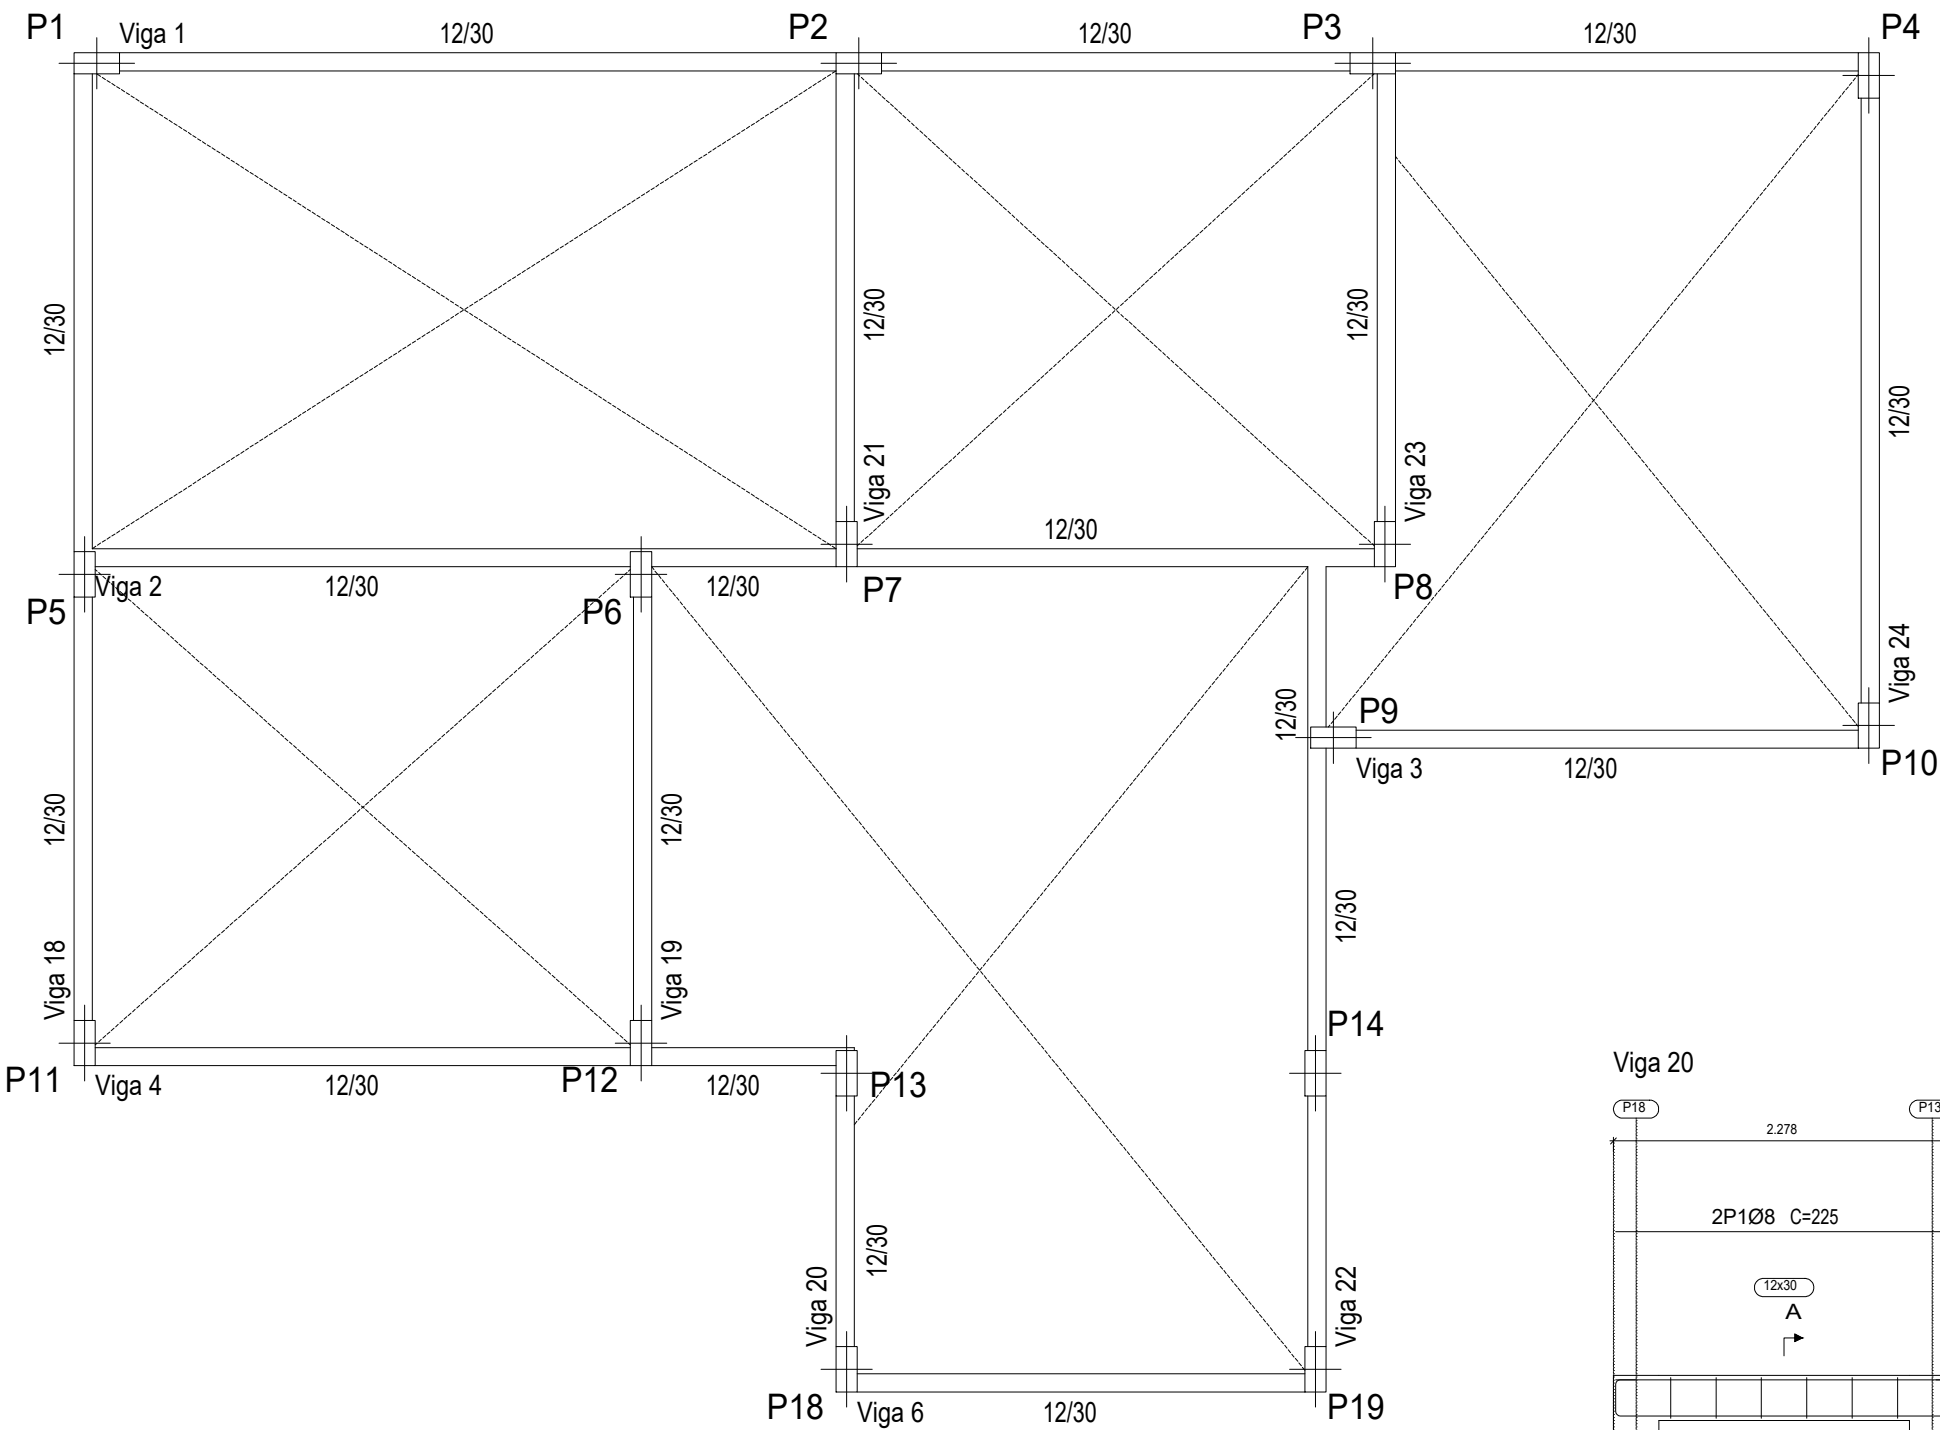 P1 Viga 1 12/30 P2 12/30 P3 12/30 P4
12/30
12/30
12/30
12/30
Viga 21
Viga 23
12/30
P5 Viga 2 12/30 P6 12/30 P7 P8
Viga 24
12/30
P9
Viga 3 12/30 P10
12/30
12/30
12/30
Viga 18
Viga 19
P14
P11 Viga 4 12/30 P12 12/30 P13
12/30
Viga 20
Viga 22
P18 Viga 6 12/30 P19
Viga 20
P18 P13
2.278
2P1Ø8 C=225
12x30
A